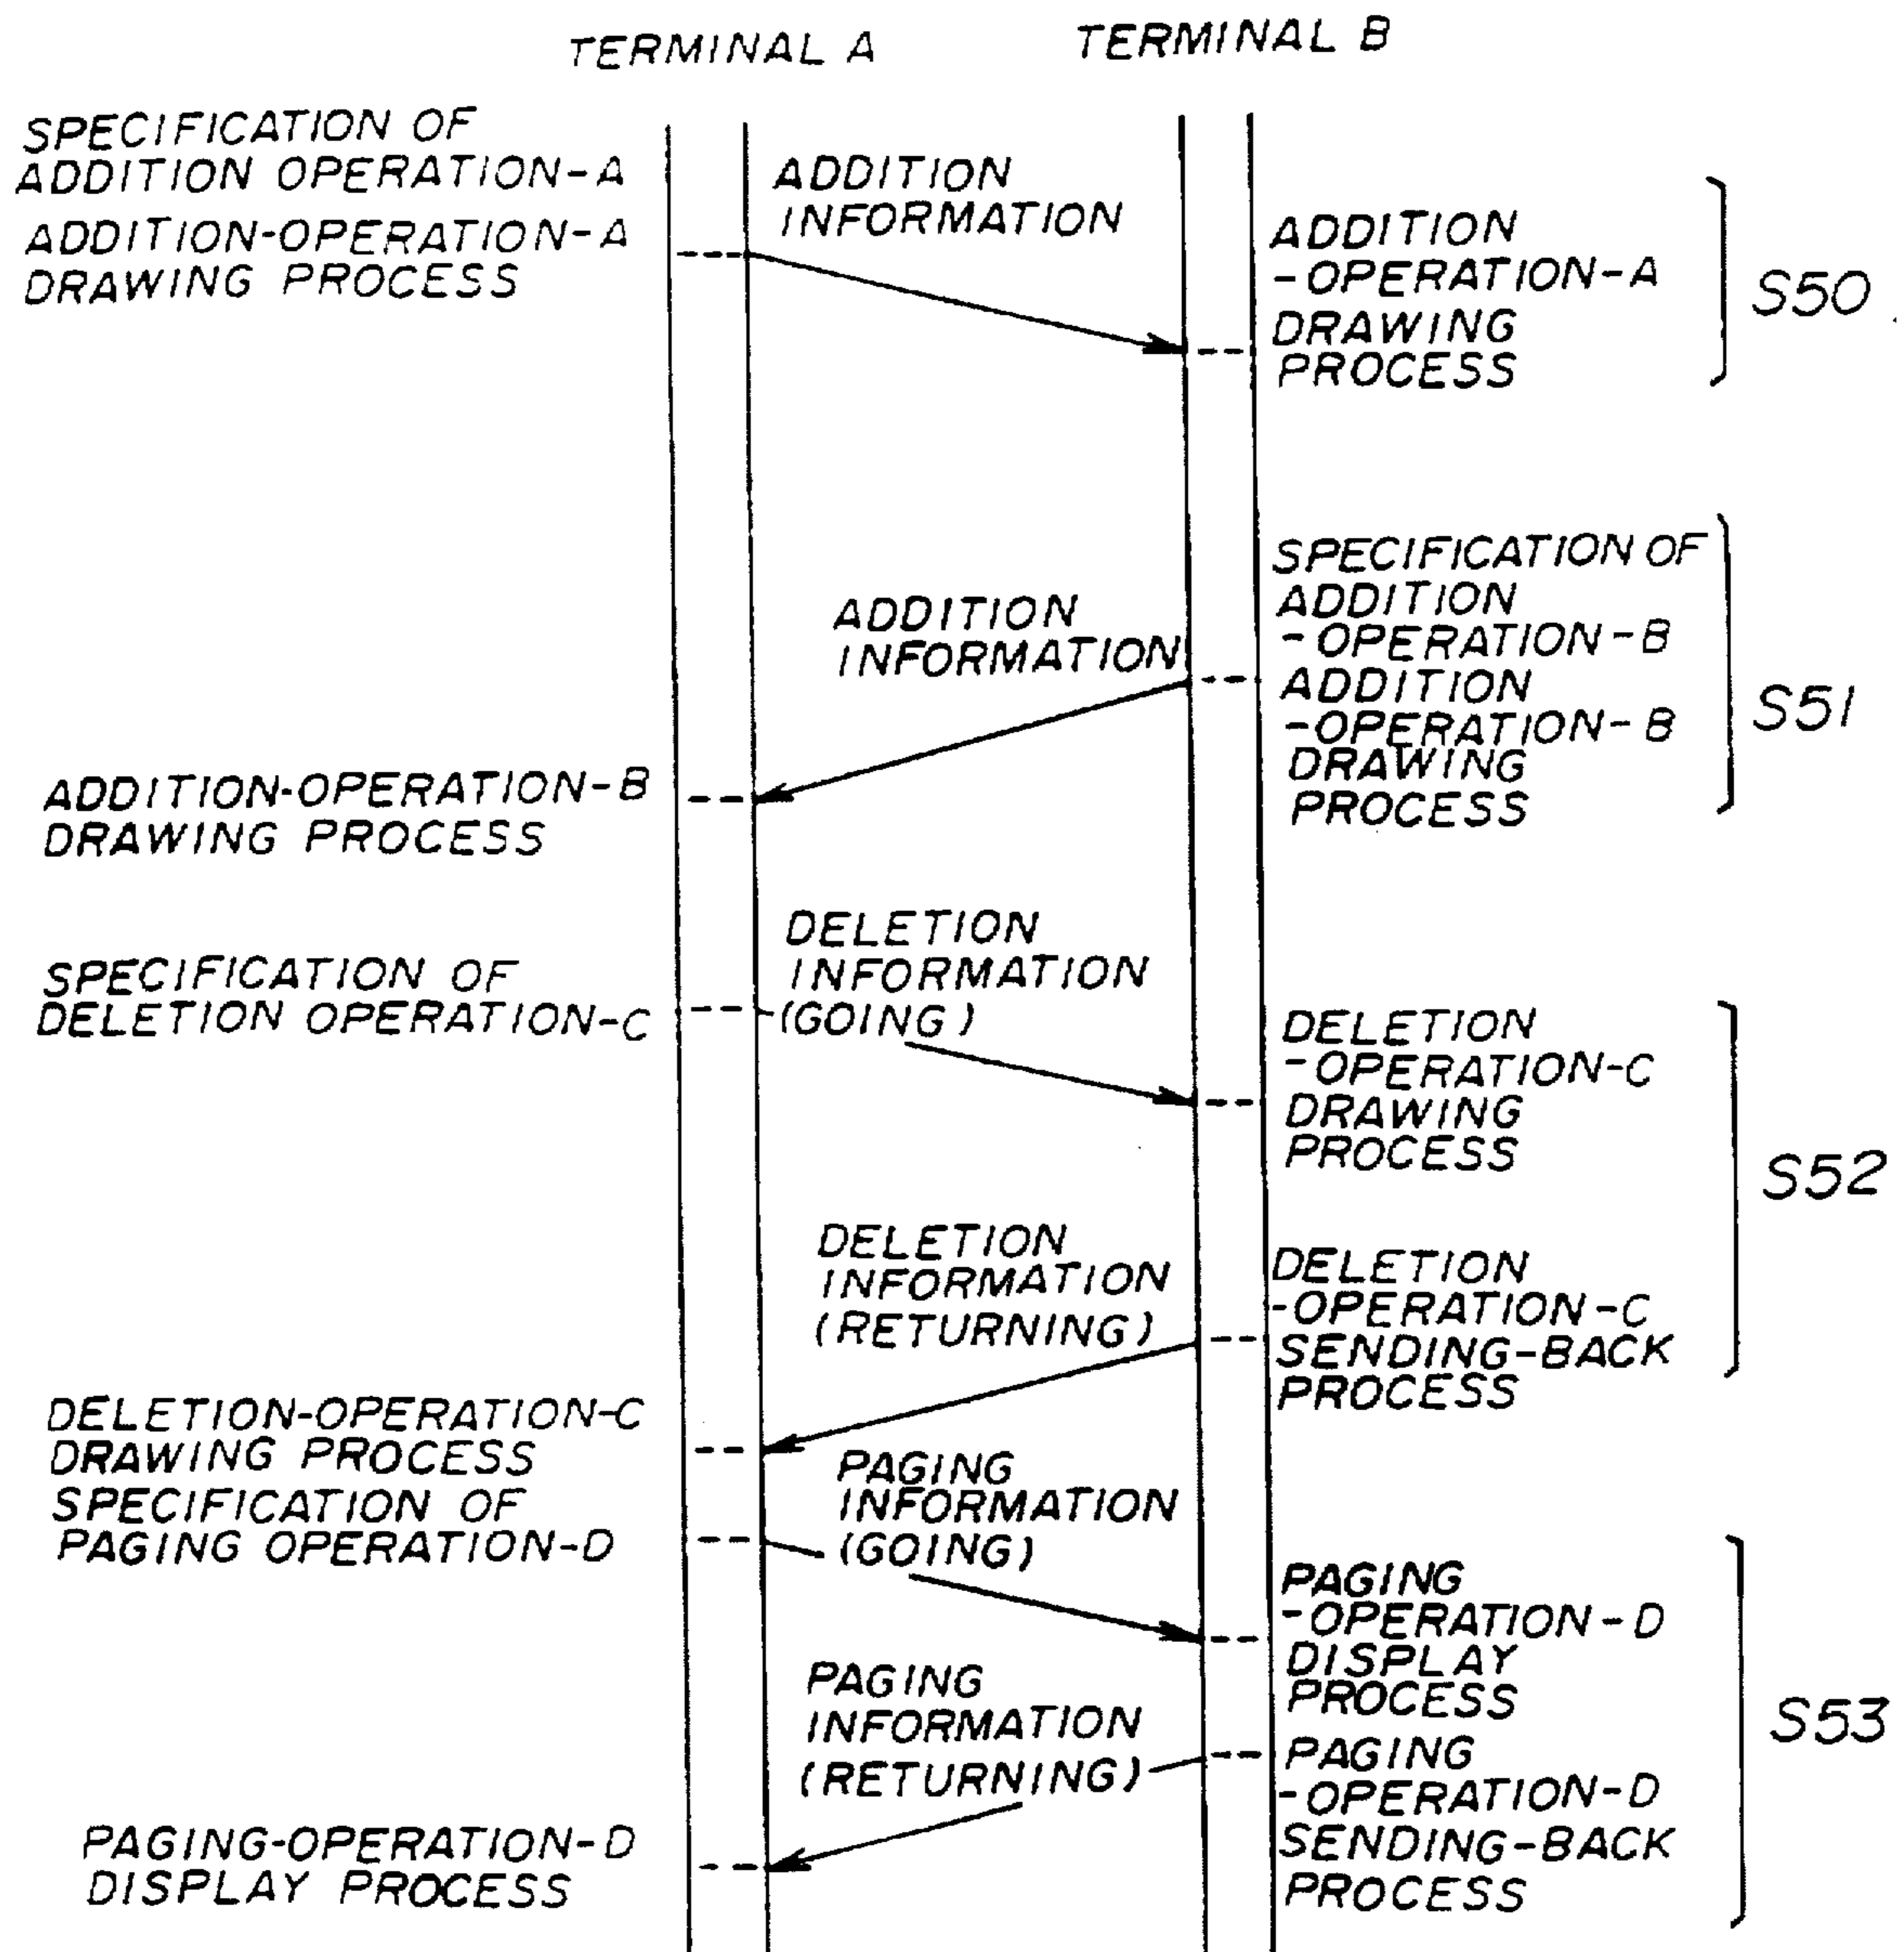 TERMINAL A
TERMINAL B
SPECIFICATION OF
ADDITION OPERATION-A
ADDITION-OPERATION-A
DRAWING PROCESS
ADDITION
INFORMATION
ADDITION
-OPERATION-A
DRAWING
PROCESS
S50
SPECIFICATION OF
ADDITION
-OPERATION-B
ADDITION
-OPERATION-B
DRAWING
PROCESS
S51
ADDITION
INFORMATION
ADDITION-OPERATION-B
DRAWING PROCESS
SPECIFICATION OF
DELETION OPERATION-C
DELETION
INFORMATION
(GOING)
DELETION
-OPERATION-C
DRAWING
PROCESS
S52
DELETION
INFORMATION
(RETURNING)
DELETION
-OPERATION-C
SENDING-BACK
PROCESS
DELETION-OPERATION-C
DRAWING PROCESS
SPECIFICATION OF
PAGING OPERATION-D
PAGING
INFORMATION
(GOING)
PAGING
-OPERATION-D
DISPLAY
PROCESS
S53
PAGING
INFORMATION
(RETURNING)
PAGING
-OPERATION-D
SENDING-BACK
PROCESS
PAGING-OPERATION-D
DISPLAY PROCESS